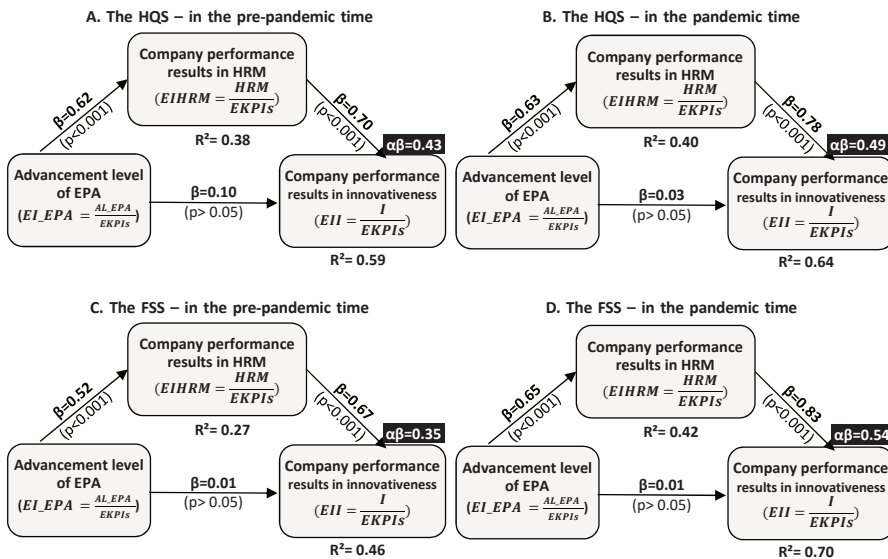 A. The HQS – in the pre-pandemic time
Company performance
results in HRM
(EIHRM = HRM/EKPIs)
β=0.62
(p<0.001)
β=0.70
(p<0.001)
R²= 0.38
αβ=0.43
Advancement level
of EPA
(EI_EPA = AL_EPA/EKPIs)
β=0.10
(p> 0.05)
Company performance
results in innovativeness
(EII = I/EKPIs)
R²= 0.59
B. The HQS – in the pandemic time
Company performance
results in HRM
(EIHRM = HRM/EKPIs)
β=0.63
(p<0.001)
β=0.78
(p<0.001)
R²= 0.40
αβ=0.49
Advancement level
of EPA
(EI_EPA = AL_EPA/EKPIs)
β=0.03
(p> 0.05)
Company performance
results in innovativeness
(EII = I/EKPIs)
R²= 0.64
C. The FSS – in the pre-pandemic time
Company performance
results in HRM
(EIHRM = HRM/EKPIs)
β=0.52
(p<0.001)
β=0.67
(p<0.001)
R²= 0.27
αβ=0.35
Advancement level
of EPA
(EI_EPA = AL_EPA/EKPIs)
β=0.01
(p> 0.05)
Company performance
results in innovativeness
(EII = I/EKPIs)
R²= 0.46
D. The FSS – in the pandemic time
Company performance
results in HRM
(EIHRM = HRM/EKPIs)
β=0.65
(p<0.001)
β=0.83
(p<0.001)
R²= 0.42
αβ=0.54
Advancement level
of EPA
(EI_EPA = AL_EPA/EKPIs)
β=0.01
(p> 0.05)
Company performance
results in innovativeness
(EII = I/EKPIs)
R²= 0.70